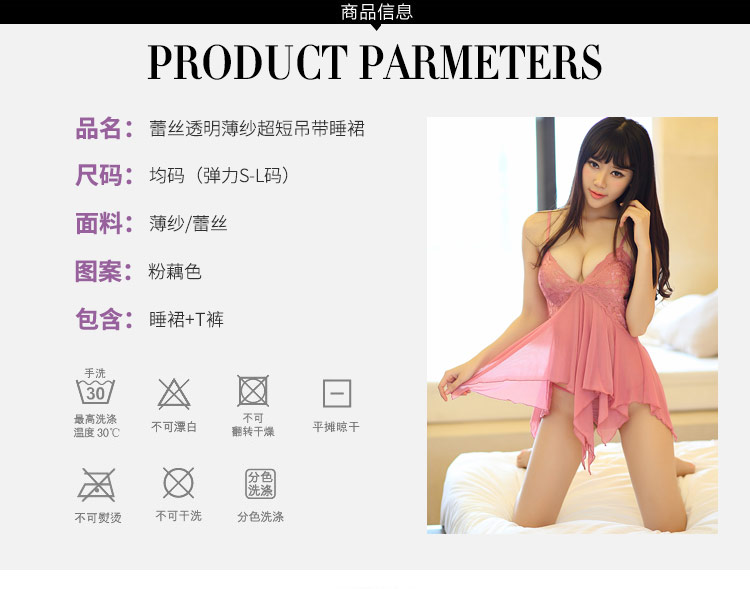 商品信息
PRODUCT PARMETERS
品名： 蕾丝透明薄纱超短吊带睡裙
尺码： 均码（弹力S-L码）
面料： 薄纱/蕾丝
图案： 粉藕色
包含： 睡裙+T裤
手洗
30
最高洗涤
温度 30℃
不可漂白
不可
翻转干燥
平摊晾干
不可熨烫
不可干洗
分色
洗涤
分色洗涤